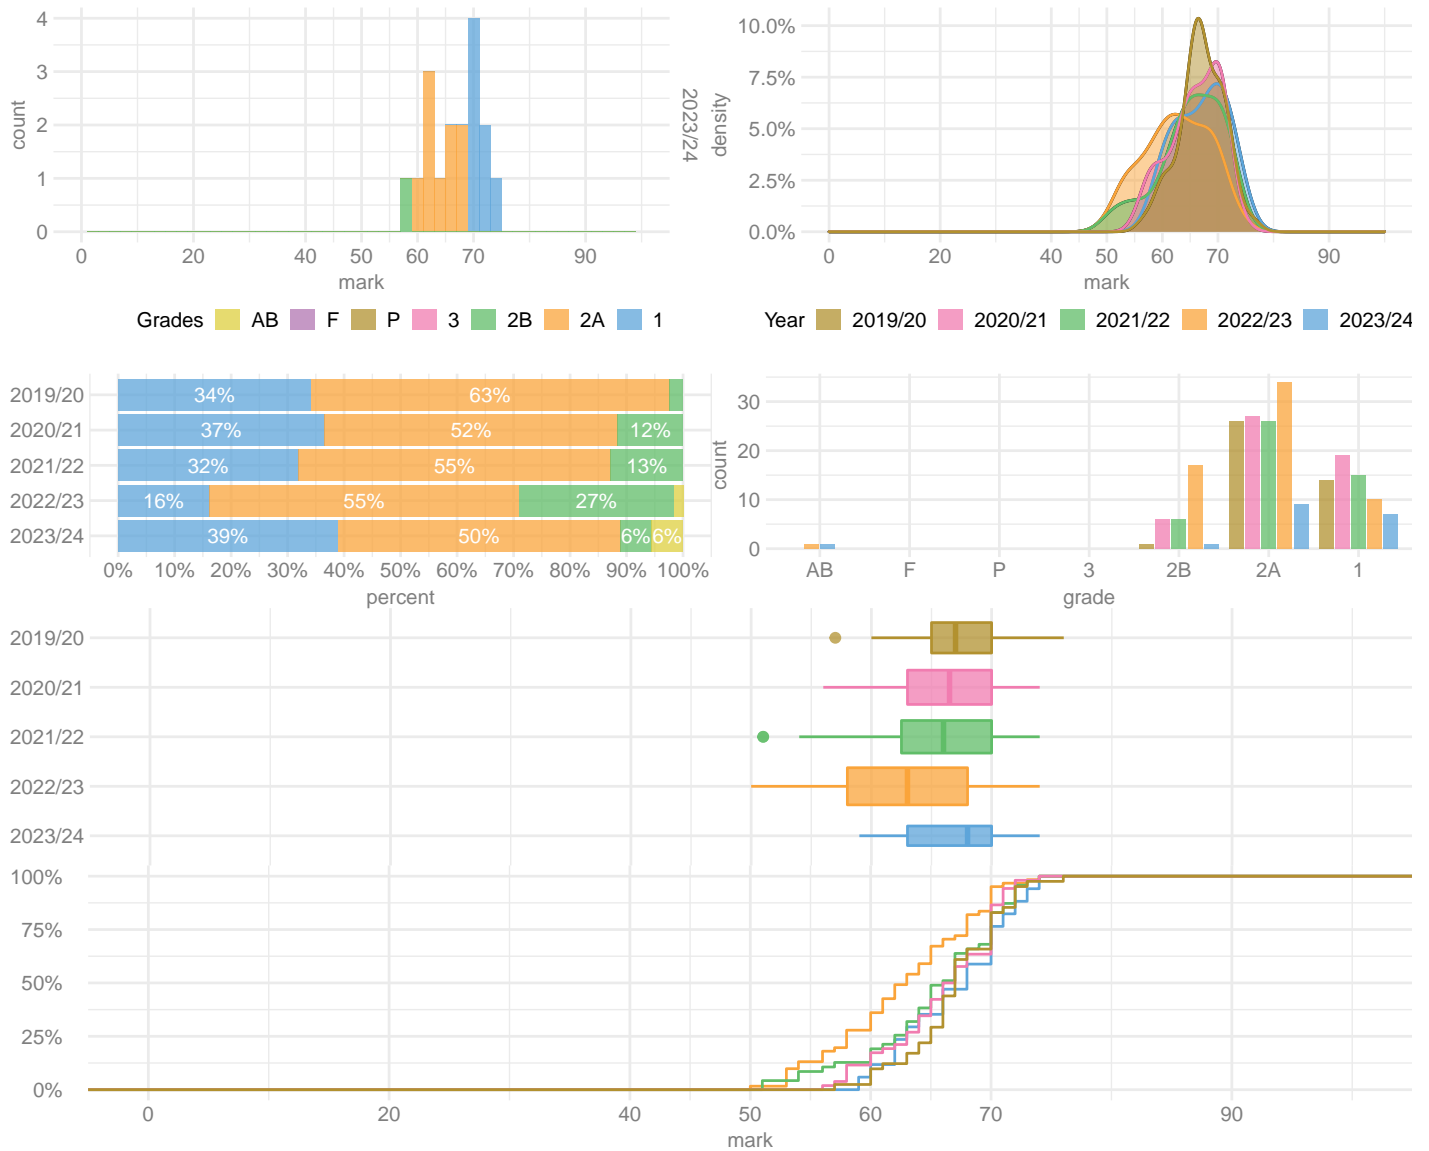 4
3
2
1
0
count
0
20
40
50
60
70
90
mark
2023/24
Grades AB F P 3 2B 2A 1
10.0%
7.5%
5.0%
2.5%
0.0%
density
0
20
40
50
60
70
90
mark
Year 2019/20 2020/21 2021/22 2022/23 2023/24
2019/20 34% 63%
2020/21 37% 52% 12%
2021/22 32% 55% 13%
2022/23 16% 55% 27%
2023/24 39% 50% 6% 6%
0% 10% 20% 30% 40% 50% 60% 70% 80% 90% 100%
percent
30
20
10
0
count
AB F P 3 2B 2A 1
grade
2019/20
2020/21
2021/22
2022/23
2023/24
100%
75%
50%
25%
0%
0 20 40 50 60 70 90
mark